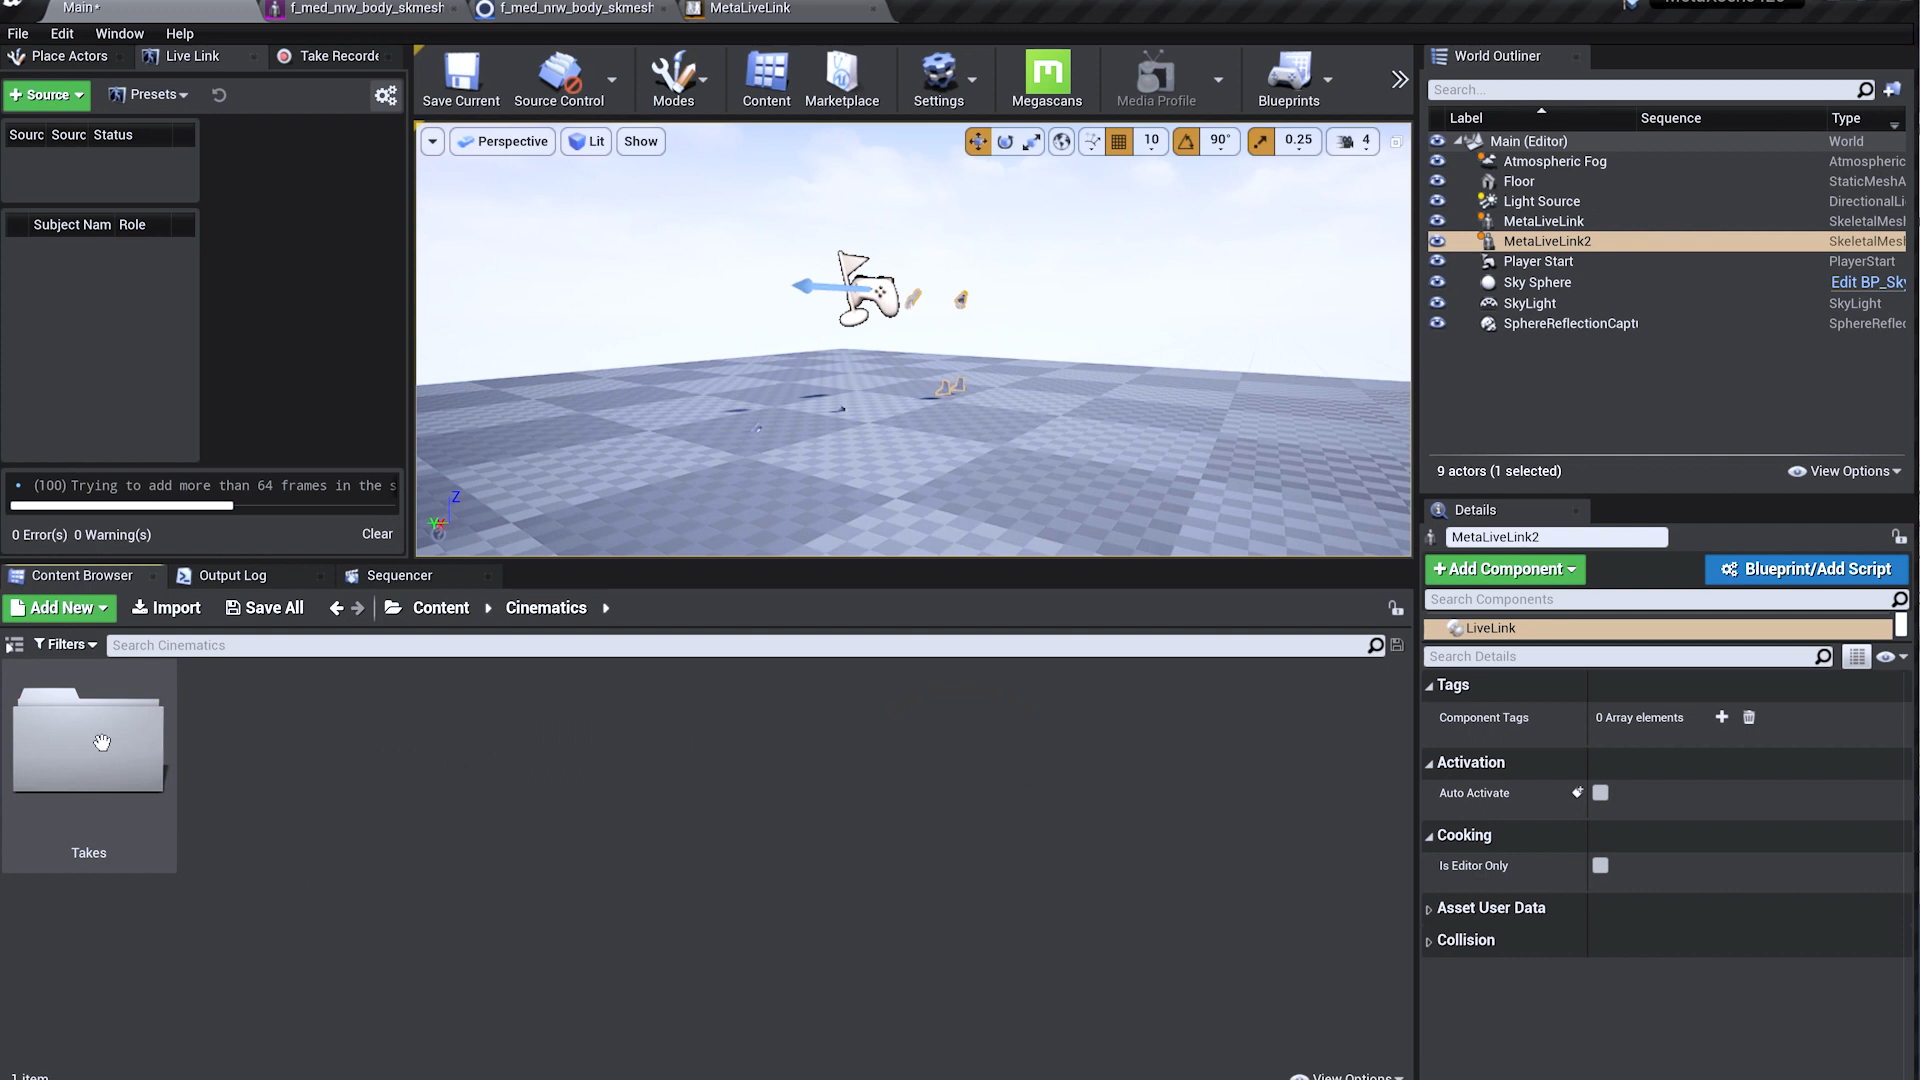 Main*
f_med_nrw_body_skmesh
f_med_nrw_body_skmesh
MetaLiveLink
File Edit Window Help
Place Actors
Live Link
Take Recorde
Source
Presets
Sourc Sourc Status
Subject Nam Role
(100) Trying to add more than 64 frames in the s
0 Error(s) 0 Warning(s)
Clear
Save Current
Source Control
Modes
Content
Marketplace
Settings
Megascans
Media Profile
Blueprints
Perspective
Lit
Show
10
90°
0.25
4
Z
World Outliner
Search...
Label Sequence Type
Main (Editor) World
Atmospheric Fog Atmospheric
Floor StaticMeshA
Light Source DirectionalLi
MetaLiveLink SkeletalMesh
MetaLiveLink2 SkeletalMesh
Player Start PlayerStart
Sky Sphere Edit BP_Sky
SkyLight SkyLight
SphereReflectionCaptu SphereReflec
9 actors (1 selected)
View Options
Details
MetaLiveLink2
Add Component
Blueprint/Add Script
Search Components
LiveLink
Search Details
Tags
Component Tags 0 Array elements
Activation
Auto Activate
Cooking
Is Editor Only
Asset User Data
Collision
Content Browser
Output Log
Sequencer
Add New
Import
Save All
Content
Cinematics
Filters
Search Cinematics
Takes
1 item
View Options